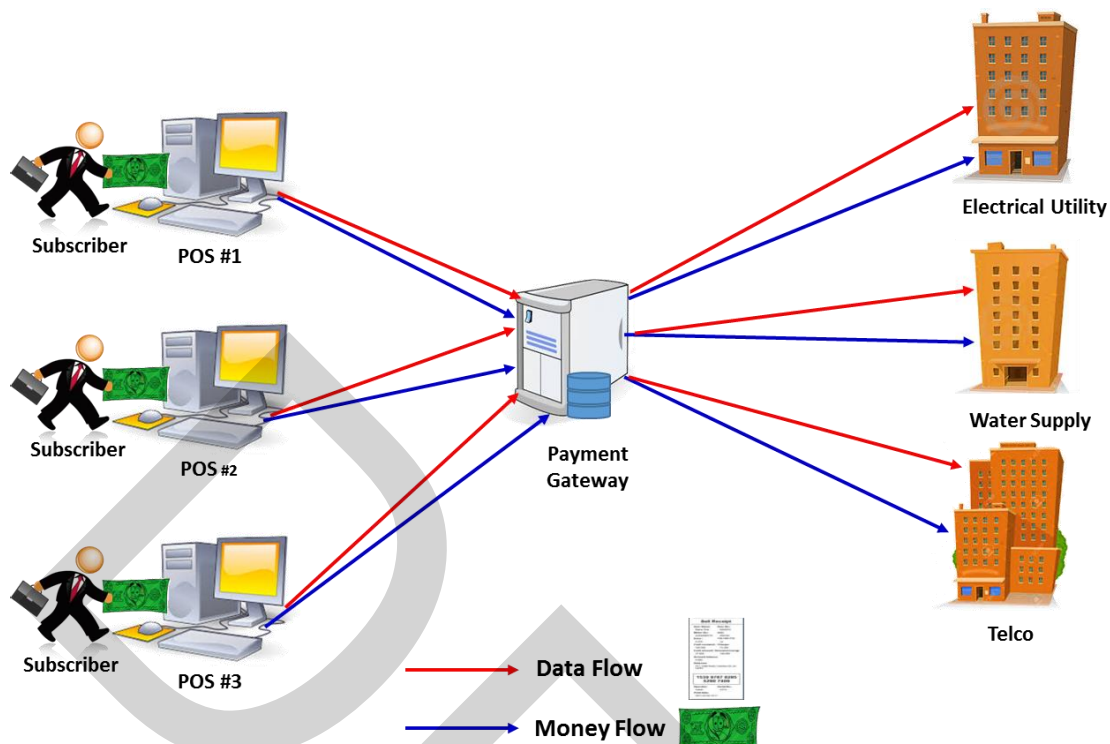 Electrical Utility
Subscriber
POS #1
Subscriber
POS #2
Water Supply
Payment
Gateway
Subscriber
POS #3
Telco
Data Flow
Money Flow